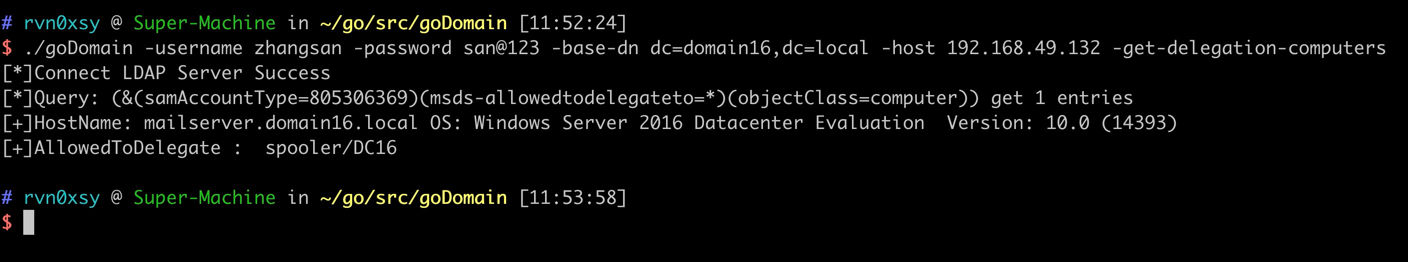 # rvn0xsy @ Super-Machine in ~/go/src/goDomain [11:52:24]
$ ./goDomain -username zhangsan -password san@123 -base-dn dc=domain16,dc=local -host 192.168.49.132 -get-delegation-computers
[*]Connect LDAP Server Success
[*]Query: (&(samAccountType=805306369)(msds-allowedtodelegateto=*)(objectClass=computer)) get 1 entries
[+]HostName: mailserver.domain16.local OS: Windows Server 2016 Datacenter Evaluation  Version: 10.0 (14393)
[+]AllowedToDelegate :  spooler/DC16
# rvn0xsy @ Super-Machine in ~/go/src/goDomain [11:53:58]
$